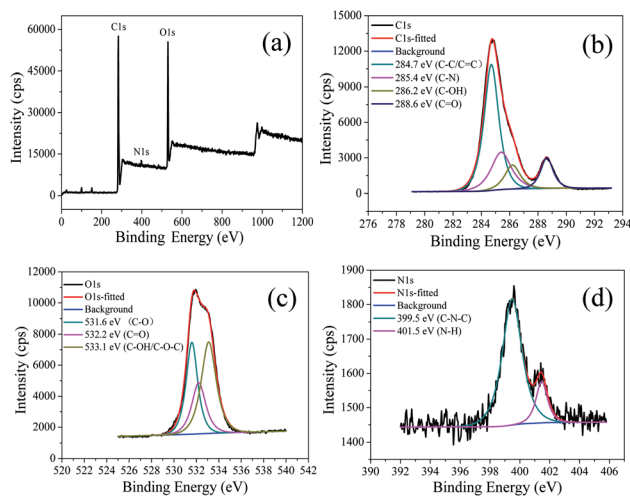 (a)
C1s
O1s
N1s
60000
45000
30000
15000
0
0 200 400 600 800 1000 1200
Intensity (cps)
Binding Energy (eV)
(b)
C1s
C1s-fitted
Background
284.7 eV (C-C/C=C)
285.4 eV (C-N)
286.2 eV (C-OH)
288.6 eV (C=O)
15000
12000
9000
6000
3000
0
276 278 280 282 284 286 288 290 292 294
Intensity (cps)
Binding Energy (eV)
(c)
O1s
O1s-fitted
Background
531.6 eV (C-O)
532.2 eV (C=O)
533.1 eV (C-OH/C-O-C)
12000
10000
8000
6000
4000
2000
0
520 522 524 526 528 530 532 534 536 538 540 542
Intensity (cps)
Binding Energy (eV)
(d)
N1s
N1s-fitted
Background
399.5 eV (C-N-C)
401.5 eV (N-H)
1900
1800
1700
1600
1500
1400
390 392 394 396 398 400 402 404 406
Intensity (cps)
Binding Energy (eV)